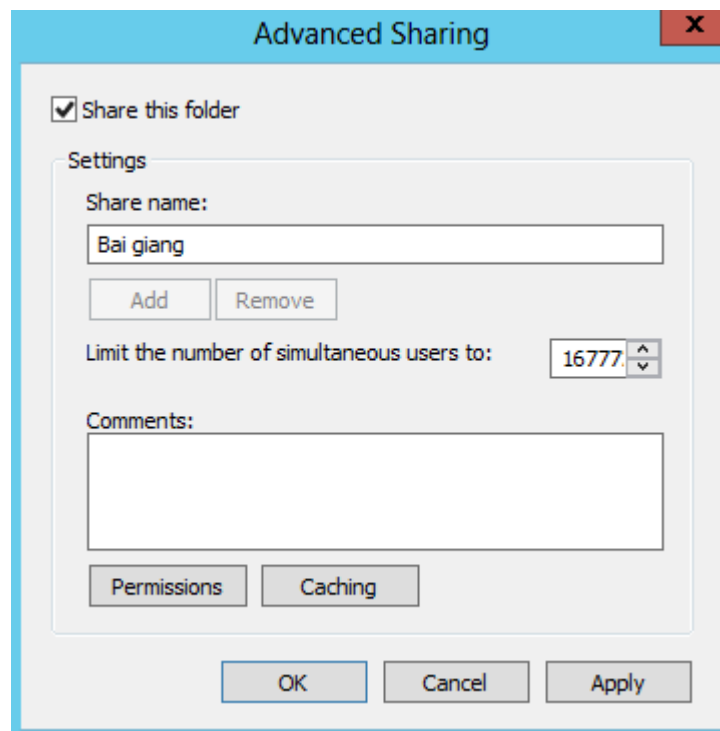 Advanced Sharing
x
Share this folder
Settings
Share name:
Bai giang
Add Remove
Limit the number of simultaneous users to: 16777
Comments:
Permissions Caching
OK Cancel Apply